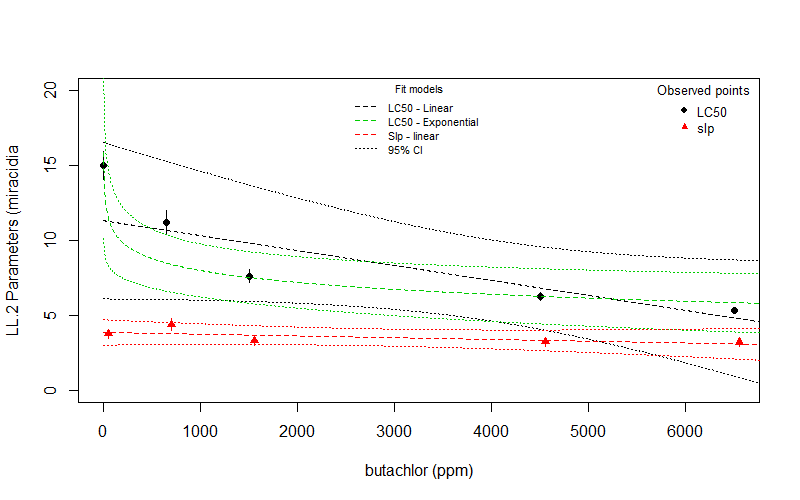 Fit models
LC50 - Linear
LC50 - Exponential
Slp - linear
95% CI
Observed points
LC50
slp
LL.2 Parameters (miracidia
20
15
10
5
0
0 1000 2000 3000 4000 5000 6000
butachlor (ppm)